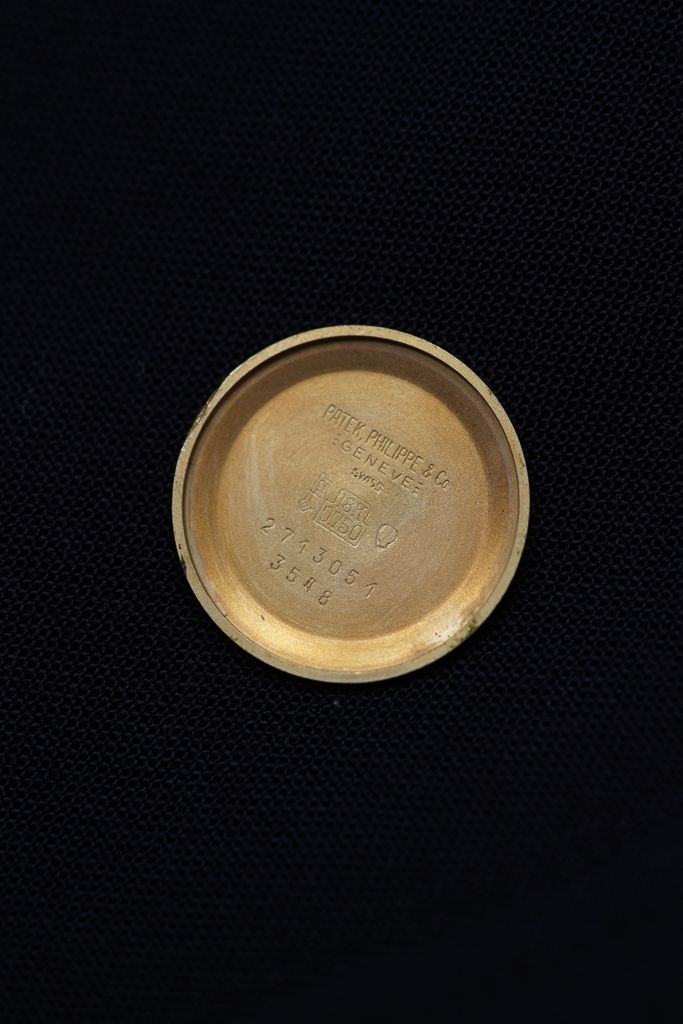 PATEK, PHILIPPE & Co
GENEVE
SWISS
18K
0,750
2713051
3548